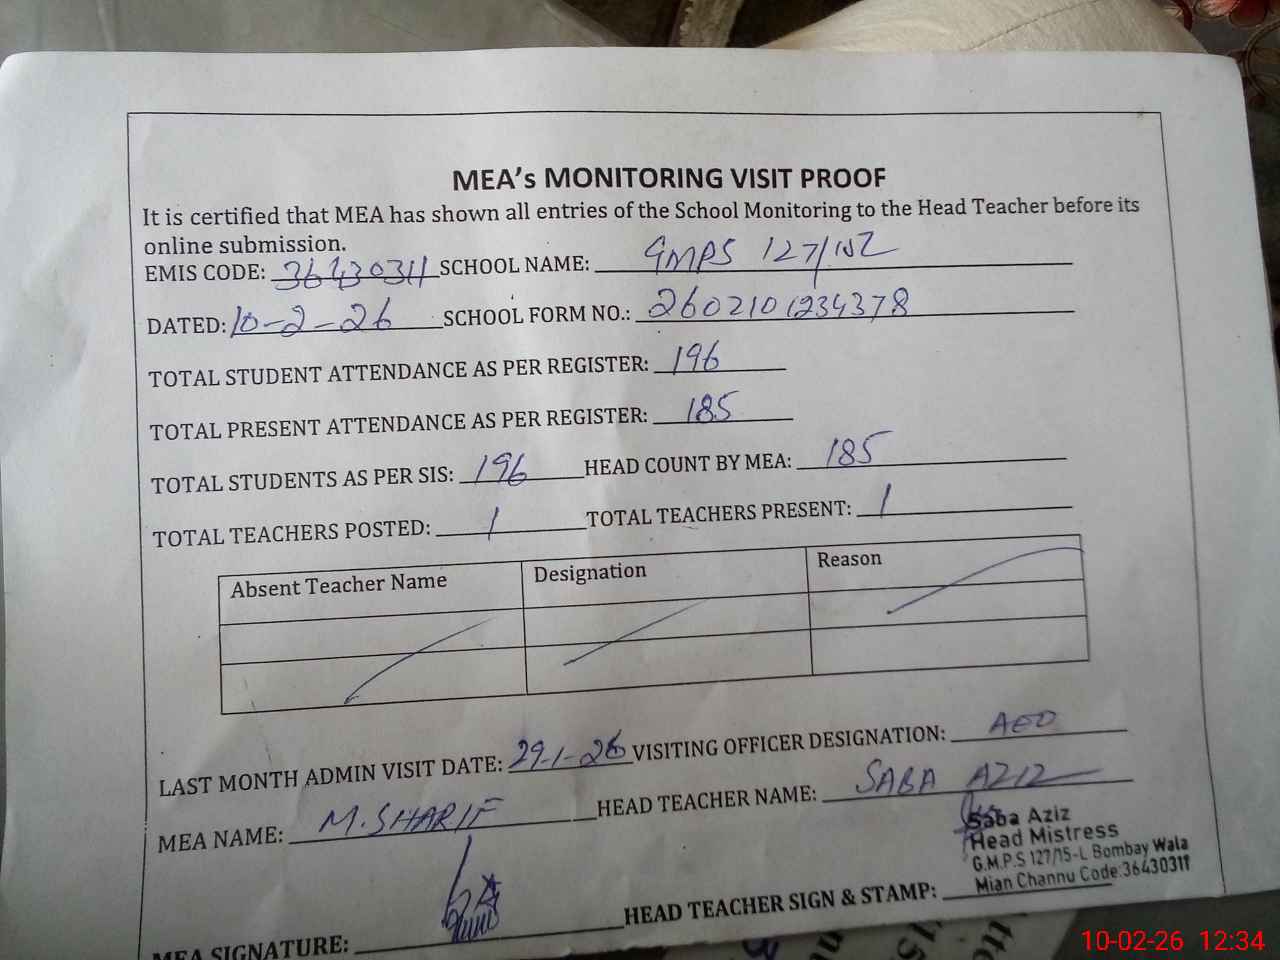 MEA's MONITORING VISIT PROOF
It is certified that MEA has shown all entries of the School Monitoring to the Head Teacher before its
online submission.
EMIS CODE: 36430311 SCHOOL NAME: GMPS 127/15L
DATED: 10-2-26 SCHOOL FORM NO.: 2602101234378
TOTAL STUDENT ATTENDANCE AS PER REGISTER: 196
TOTAL PRESENT ATTENDANCE AS PER REGISTER: 185
TOTAL STUDENTS AS PER SIS: 196 HEAD COUNT BY MEA: 185
TOTAL TEACHERS POSTED: 1 TOTAL TEACHERS PRESENT: 1
Absent Teacher Name Designation Reason
LAST MONTH ADMIN VISIT DATE: 29-1-26 VISITING OFFICER DESIGNATION: AEO
MEA NAME: M.SHARIF HEAD TEACHER NAME: SABA AZIZ
Saba Aziz
Head Mistress
G.M.P.S 127/15-L Bombay Wala
Mian Channu Code:36430311
MEA SIGNATURE: HEAD TEACHER SIGN & STAMP:
10-02-26 12:34